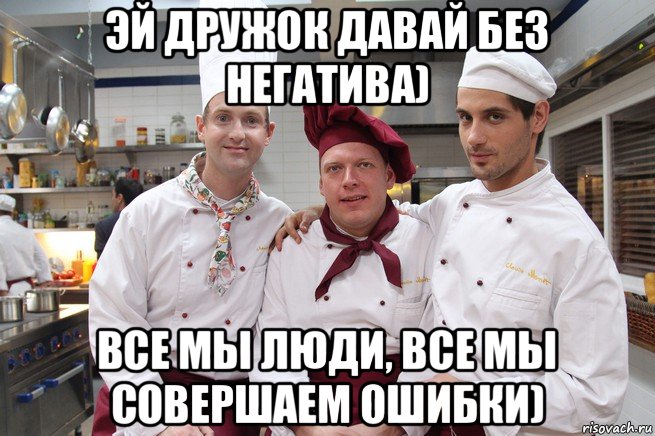 ЭЙ ДРУЖОК ДАВАЙ БЕЗ
НЕГАТИВА)
ВСЕ МЫ ЛЮДИ, ВСЕ МЫ
СОВЕРШАЕМ ОШИБКИ)
risovach.ru